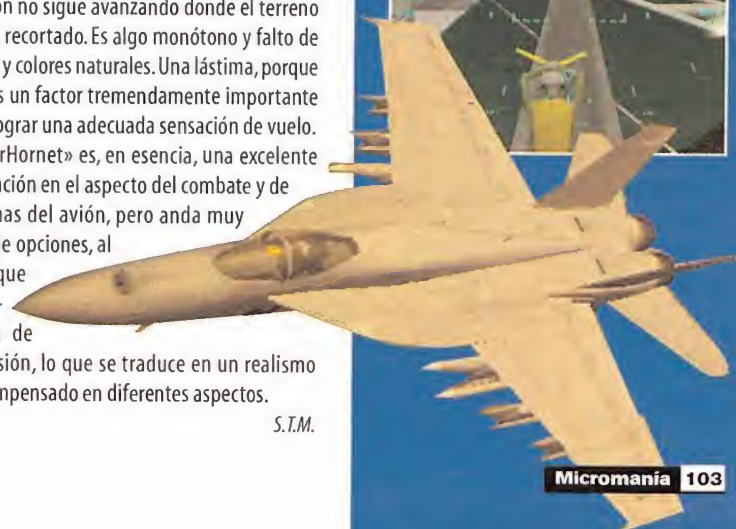 ón no sigue avanzando donde el terreno
recortado. Es algo monótono y falto de
y colores naturales. Una lástima, porque
s un factor tremendamente importante
ograr una adecuada sensación de vuelo.
rHornet» es, en esencia, una excelente
ación en el aspecto del combate y de
nas del avión, pero anda muy
e opciones, al
que
de
sión, lo que se traduce en un realismo
mpensado en diferentes aspectos.
S.T.M.
Micromanía 103